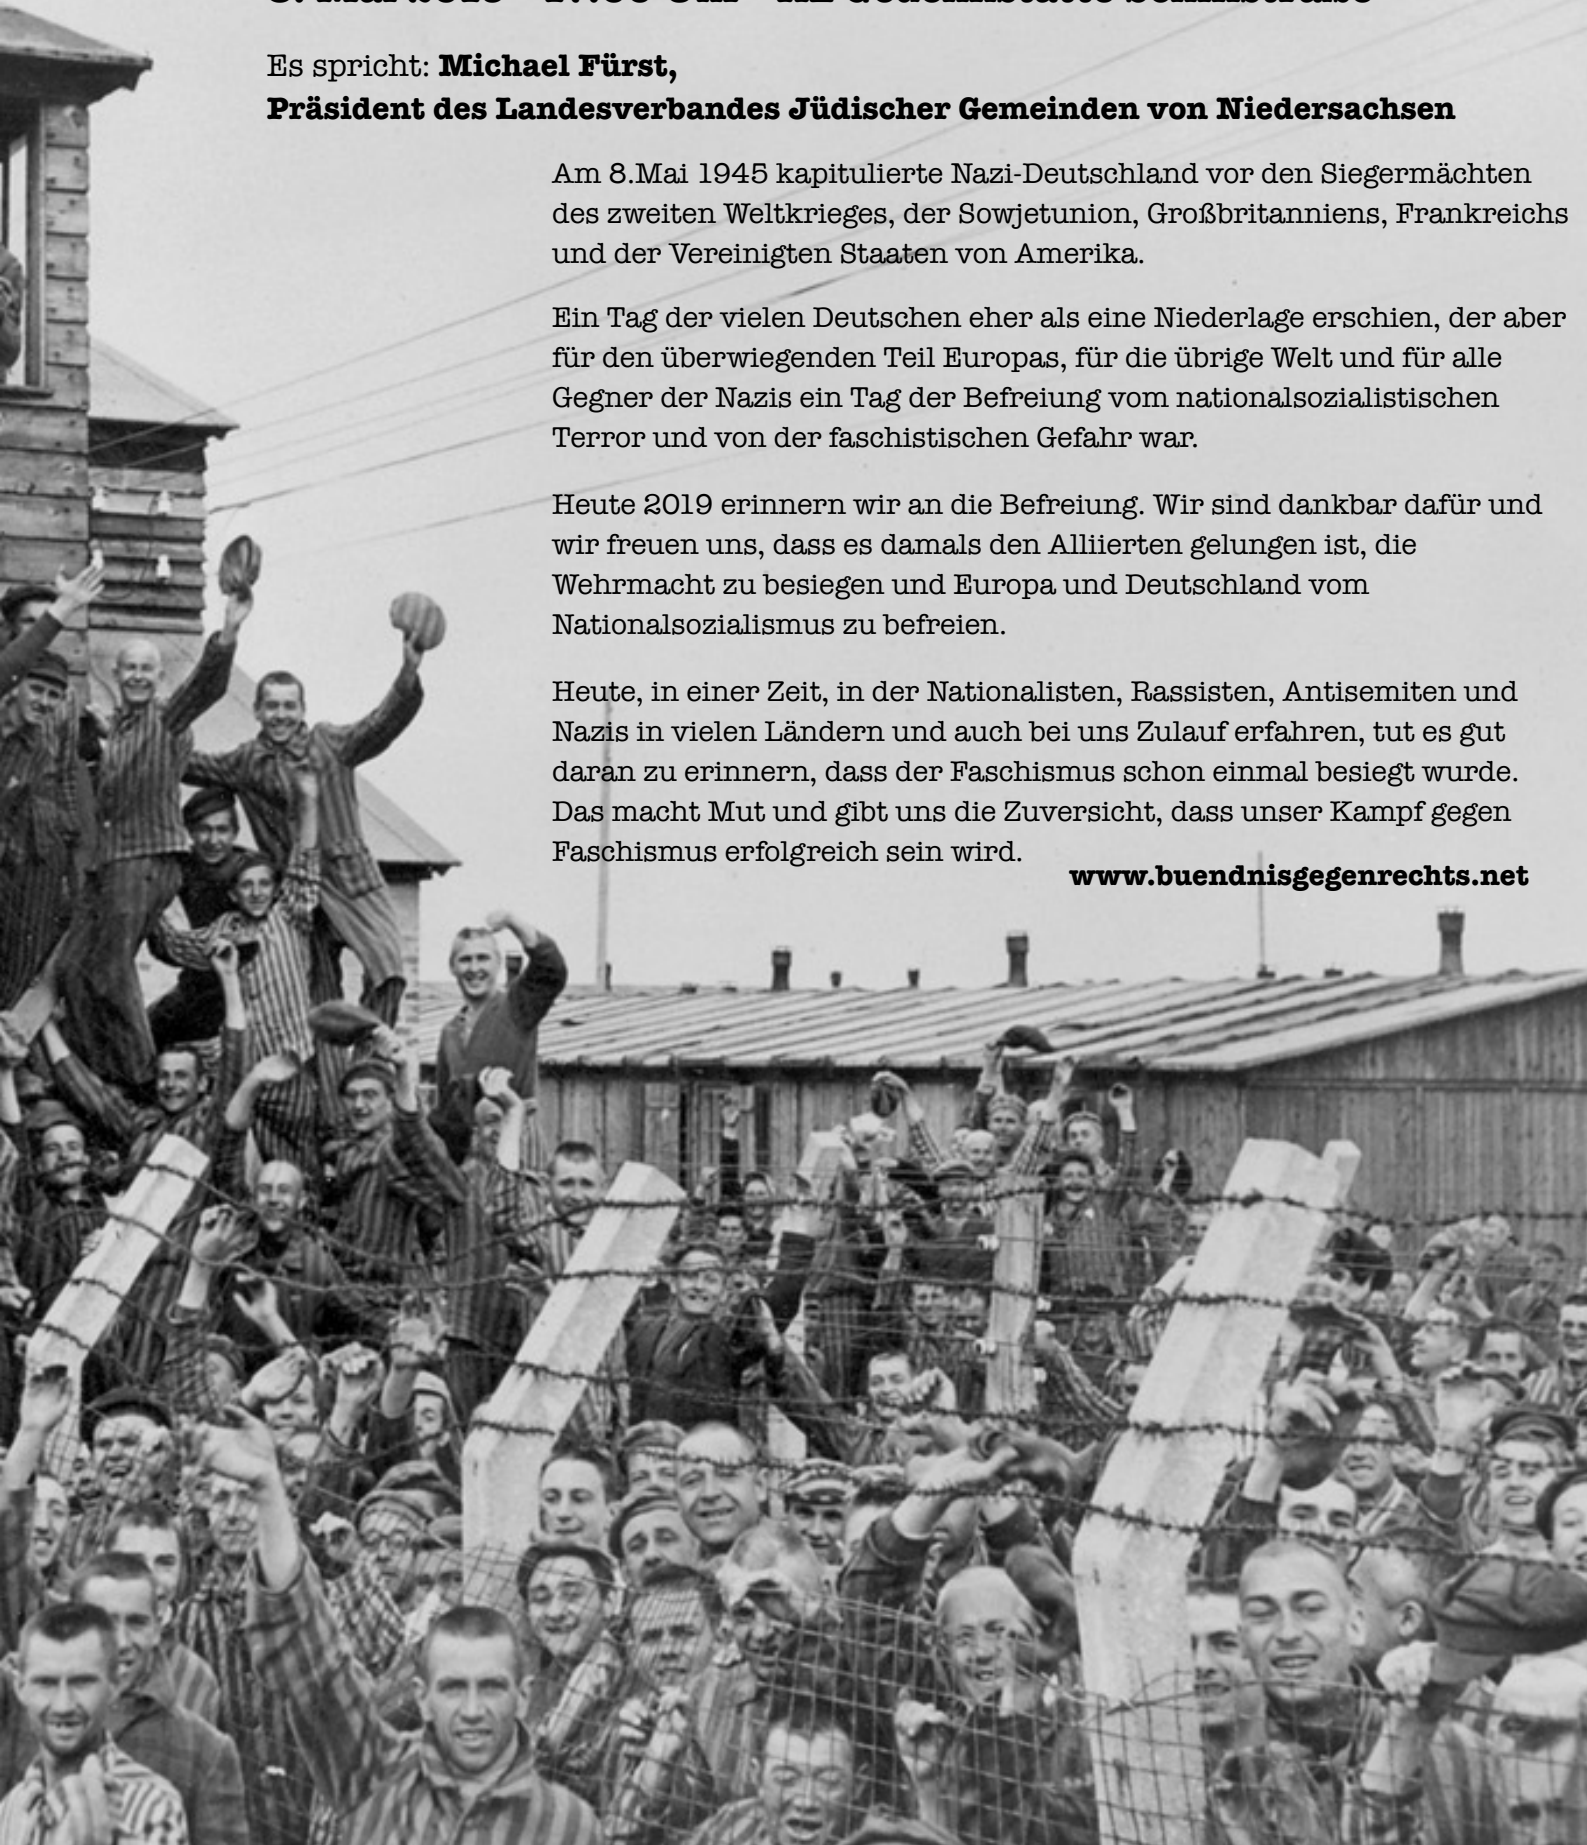 Es spricht: Michael Fürst,
Präsident des Landesverbandes Jüdischer Gemeinden von Niedersachsen
Am 8.Mai 1945 kapitulierte Nazi-Deutschland vor den Siegermächten
des zweiten Weltkrieges, der Sowjetunion, Großbritanniens, Frankreichs
und der Vereinigten Staaten von Amerika.
Ein Tag der vielen Deutschen eher als eine Niederlage erschien, der aber
für den überwiegenden Teil Europas, für die übrige Welt und für alle
Gegner der Nazis ein Tag der Befreiung vom nationalsozialistischen
Terror und von der faschistischen Gefahr war.
Heute 2019 erinnern wir an die Befreiung. Wir sind dankbar dafür und
wir freuen uns, dass es damals den Alliierten gelungen ist, die
Wehrmacht zu besiegen und Europa und Deutschland vom
Nationalsozialismus zu befreien.
Heute, in einer Zeit, in der Nationalisten, Rassisten, Antisemiten und
Nazis in vielen Ländern und auch bei uns Zulauf erfahren, tut es gut
daran zu erinnern, dass der Faschismus schon einmal besiegt wurde.
Das macht Mut und gibt uns die Zuversicht, dass unser Kampf gegen
Faschismus erfolgreich sein wird.
www.buendnisgegenrechts.net